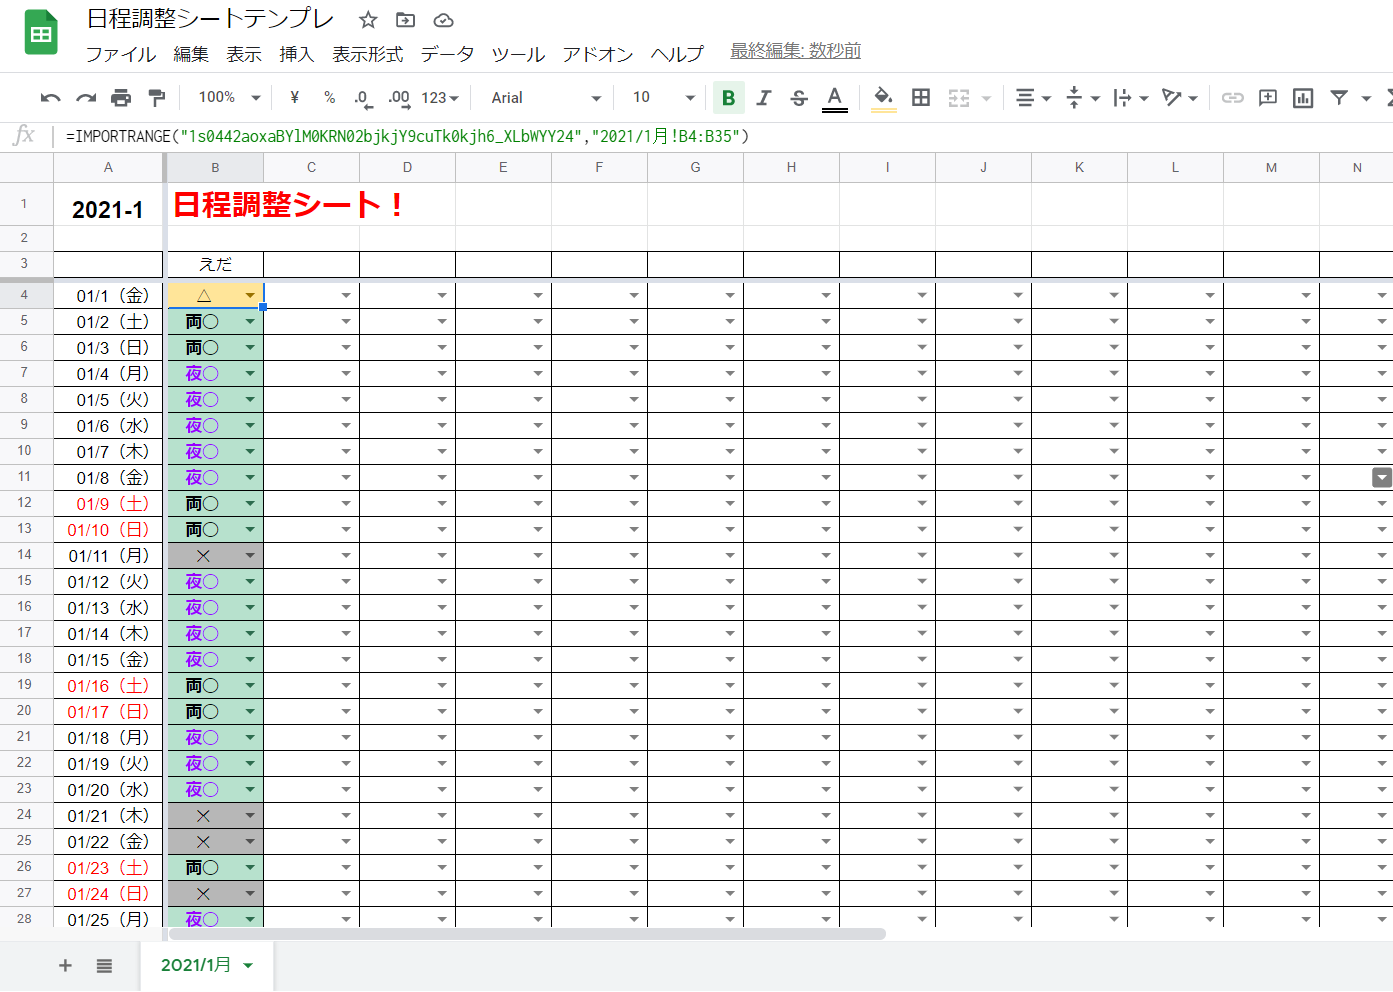 日程調整シートテンプレ
ファイル 編集 表示 挿入 表示形式 データ ツール アドオン ヘルプ 最終編集: 数秒前
100% ¥ % .0 .00 123 Arial 10 B I S A
fx =IMPORTRANGE("1s0442aoxaBYlM0KRN02bjkjY9cuTk0kjh6_XLbWYY24","2021/1月!B4:B35")
A B C D E F G H I J K L M N
1 2021-1 日程調整シート！
2
3 えだ
4 01/1（金） △
5 01/2（土） 両〇
6 01/3（日） 両〇
7 01/4（月） 夜〇
8 01/5（火） 夜〇
9 01/6（水） 夜〇
10 01/7（木） 夜〇
11 01/8（金） 夜〇
12 01/9（土） 両〇
13 01/10（日） 両〇
14 01/11（月） ×
15 01/12（火） 夜〇
16 01/13（水） 夜〇
17 01/14（木） 夜〇
18 01/15（金） 夜〇
19 01/16（土） 両〇
20 01/17（日） 両〇
21 01/18（月） 夜〇
22 01/19（火） 夜〇
23 01/20（水） 夜〇
24 01/21（木） ×
25 01/22（金） ×
26 01/23（土） 両〇
27 01/24（日） ×
28 01/25（月） 夜〇
2021/1月